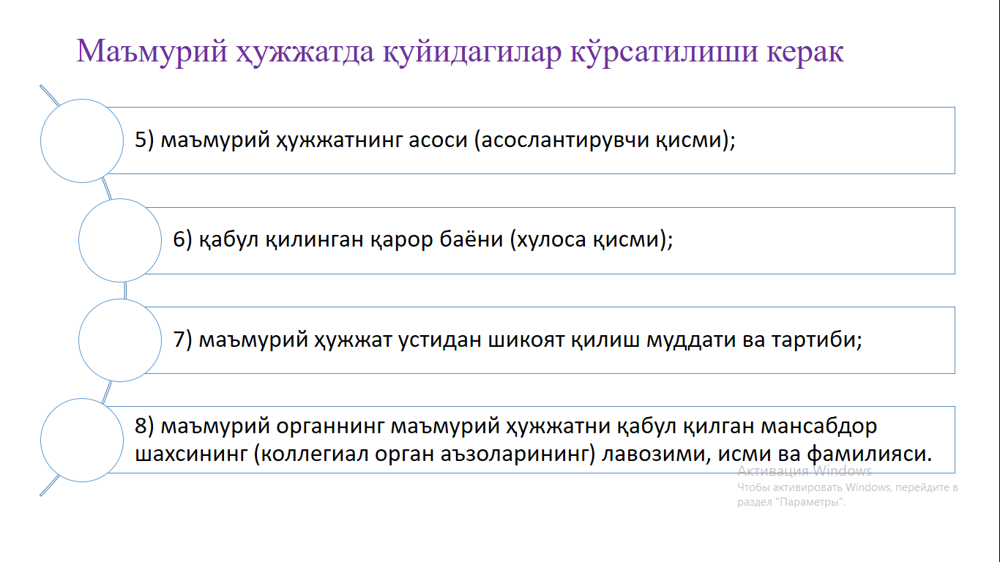 Маъмурий ҳужжатда қуйидагилар кўрсатилиши керак
5) маъмурий ҳужжатнинг асоси (асослантирувчи қисми);
6) қабул қилинган қарор баёни (хулоса қисми);
7) маъмурий ҳужжат устидан шикоят қилиш муддати ва тартиби;
8) маъмурий органнинг маъмурий ҳужжатни қабул қилган мансабдор
шахсининг (коллегиал орган аъзоларининг) лавозими, исми ва фамилияси.
Активация Windows
Чтобы активировать Windows, перейдите в
раздел "Параметры".